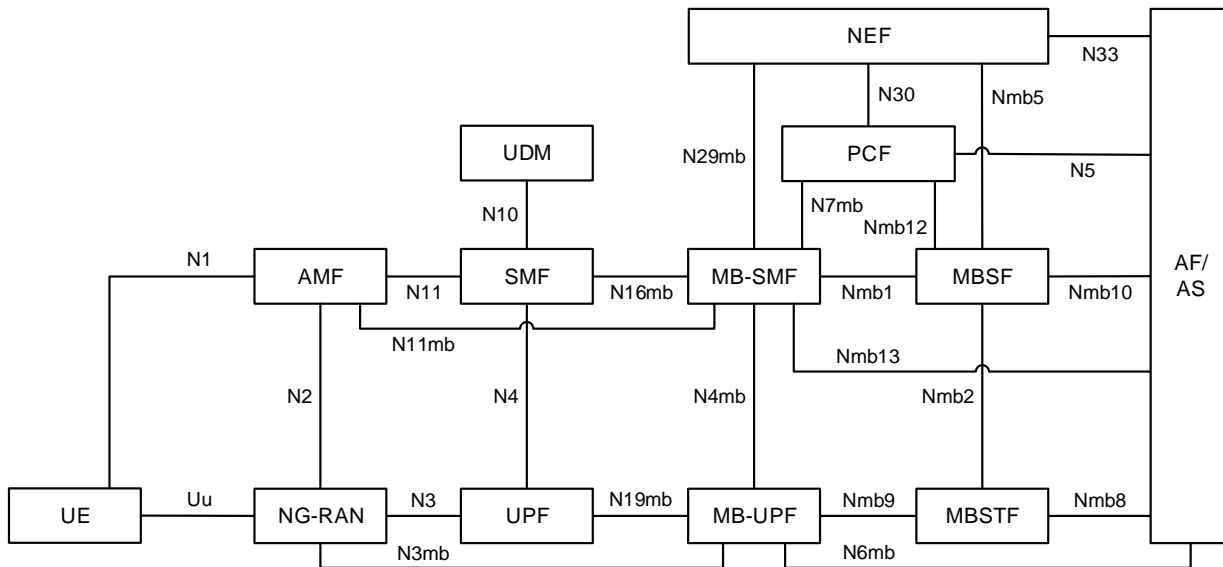 NEF
N33
N30
Nmb5
UDM
PCF
N29mb
N5
N10
N7mb
Nmb12
N1
AMF
N11
SMF
N16mb
MB-SMF
Nmb1
MBSF
Nmb10
AF/
AS
N11mb
Nmb13
N2
N4
N4mb
Nmb2
UE
Uu
NG-RAN
N3
UPF
N19mb
MB-UPF
Nmb9
MBSTF
Nmb8
N3mb
N6mb